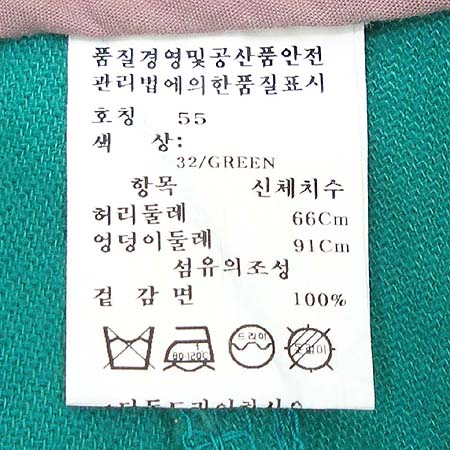 품질경영및공산품안전
관리법에의한품질표시
호칭 55
색 상:
32/GREEN
항목 신체치수
허리둘레 66Cm
엉덩이둘레 91Cm
섬유의조성
겉감면 100%
80-120C 드라이